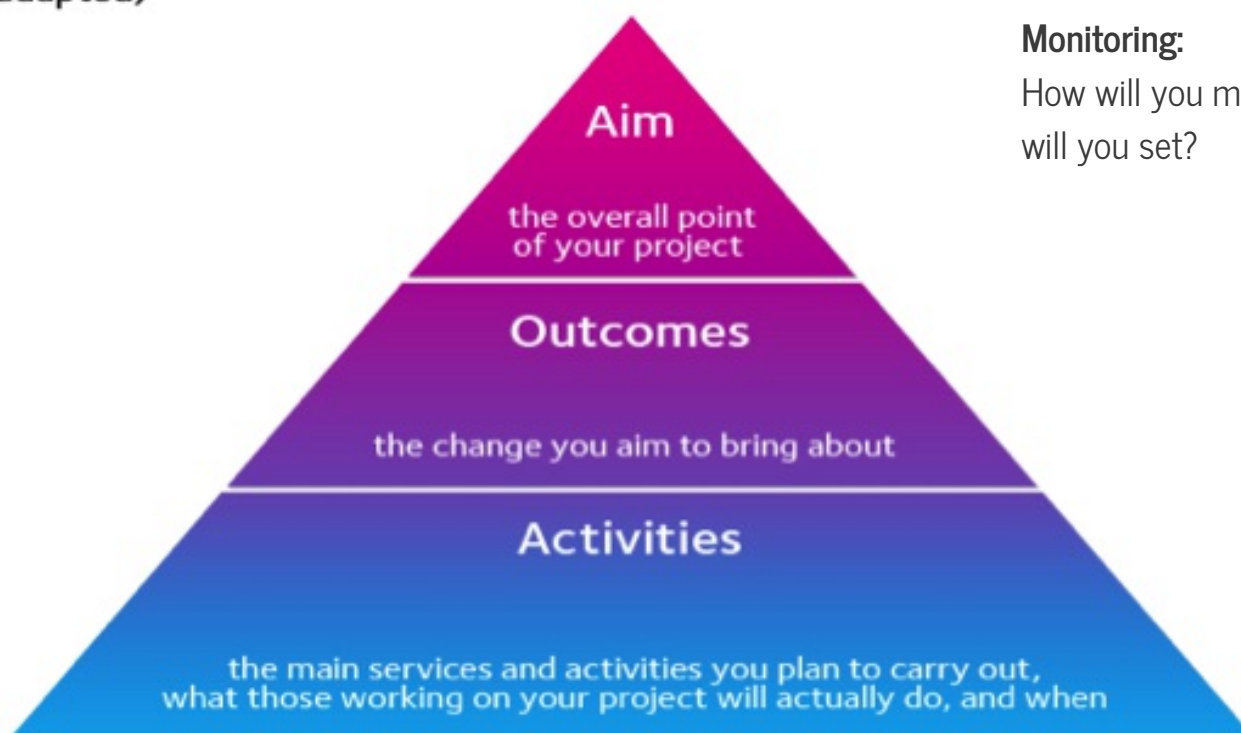 Monitoring:
How will you m
will you set?
Aim
the overall point
of your project
Outcomes
the change you aim to bring about
Activities
the main services and activities you plan to carry out,
what those working on your project will actually do, and when